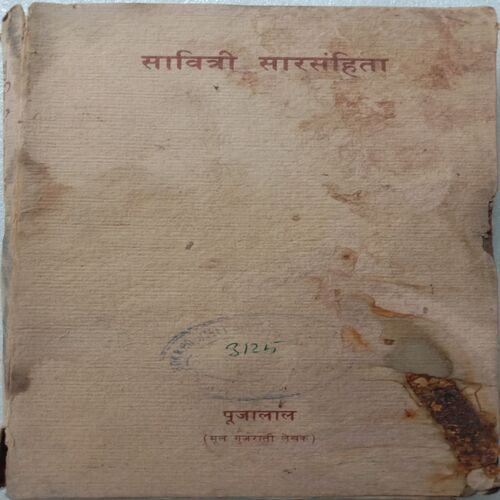 सावित्री सारसंहिता
3125
पूजालाल
(मूल गुजराती लेखक)